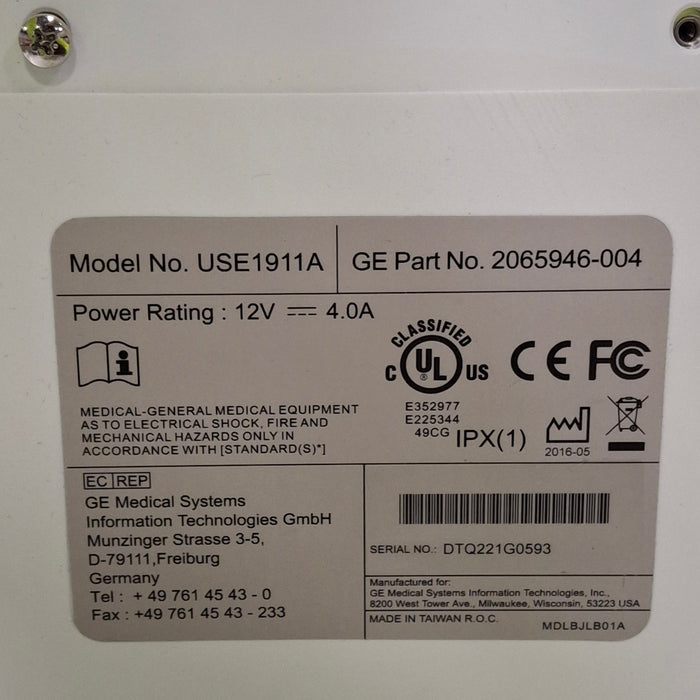 Model No. USE1911A
GE Part No. 2065946-004
Power Rating : 12V ⎓ 4.0A
CLASSIFIED
C UL ® US
CE FC
E352977
E225344
49CG
IPX(1)
2016-05
MEDICAL-GENERAL MEDICAL EQUIPMENT
AS TO ELECTRICAL SHOCK, FIRE AND
MECHANICAL HAZARDS ONLY IN
ACCORDANCE WITH [STANDARD(S)*]
EC REP
GE Medical Systems
Information Technologies GmbH
Munzinger Strasse 3-5,
D-79111,Freiburg
Germany
Tel : + 49 761 45 43 - 0
Fax : +49 761 45 43 - 233
SERIAL NO.: DTQ221G0593
Manufactured for:
GE Medical Systems Information Technologies, Inc.,
8200 West Tower Ave., Milwaukee, Wisconsin, 53223 USA
MADE IN TAIWAN R.O.C.
MDLBJLB01A